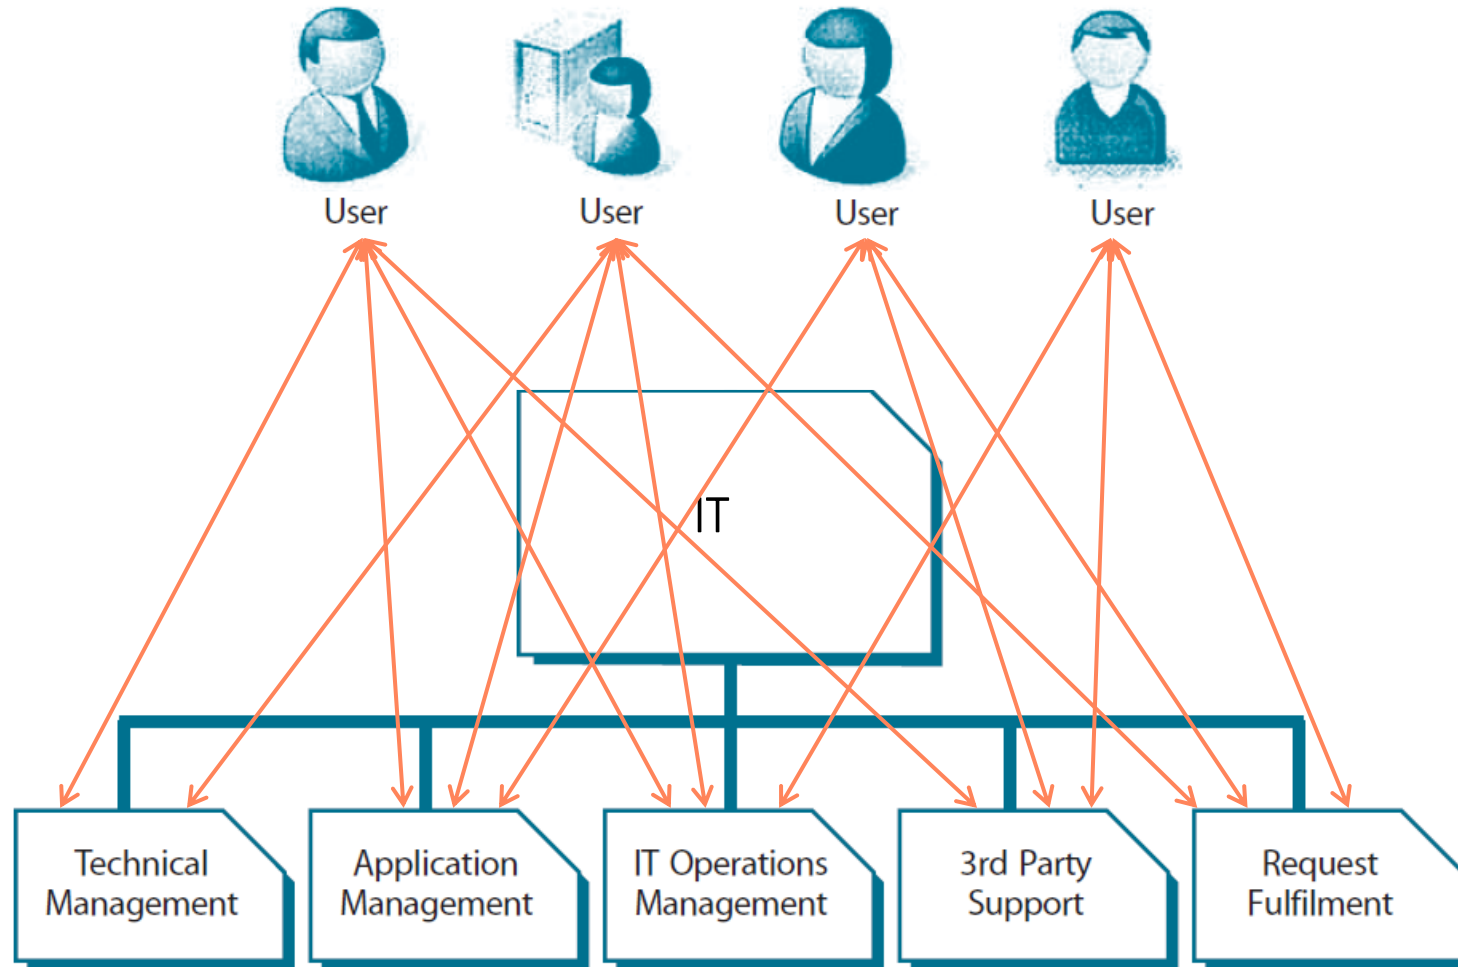 User
User
User
User
IT
Technical
Management
Application
Management
IT Operations
Management
3rd Party
Support
Request
Fulfilment